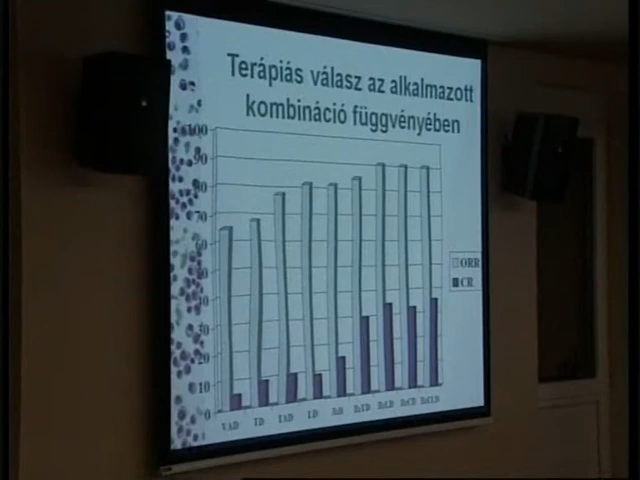 Terápiás válasz az alkalmazott
kombináció függvényében
100
90
80
70
60
50
40
30
20
10
0
ORR
CR
VAD
TD
TAD